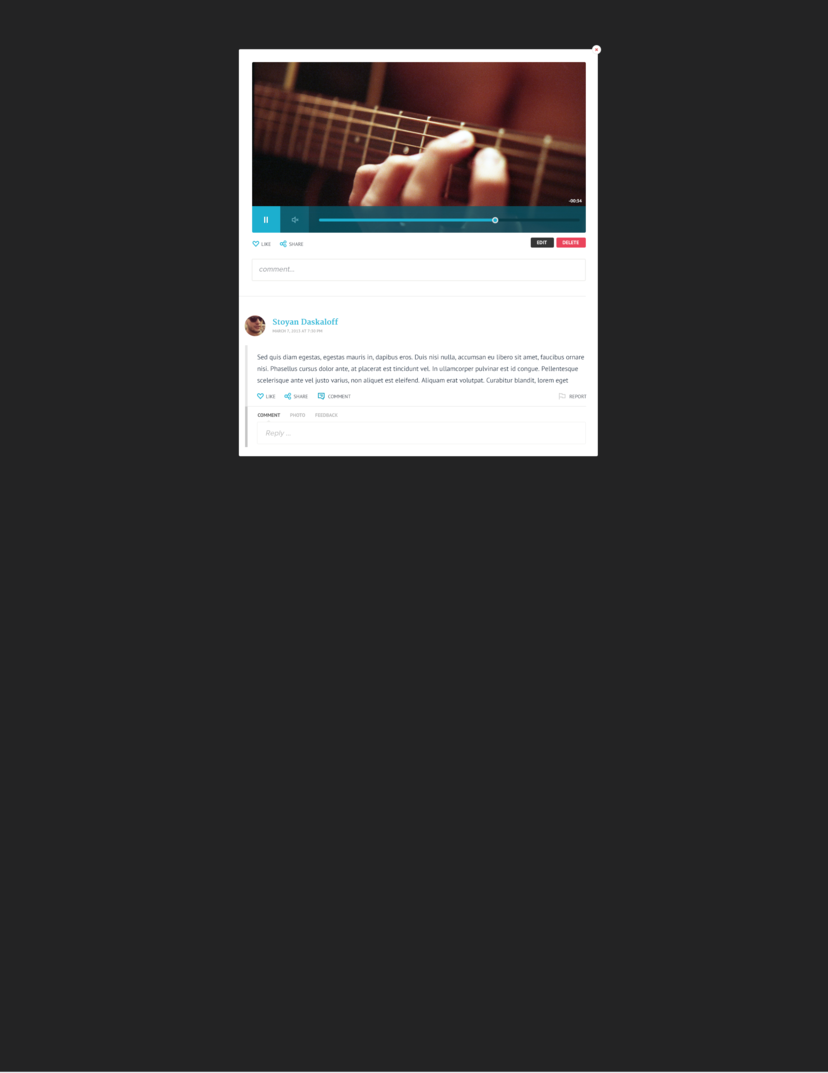 -00:34
LIKE SHARE EDIT DELETE
comment...
Stoyan Daskaloff
MARCH 7, 2013 AT 7:30 PM
Sed quis diam egestas, egestas mauris in, dapibus eros. Duis nisi nulla, accumsan eu libero sit amet, faucibus ornare
nisi. Phasellus cursus dolor ante, at placerat est tincidunt vel. In ullamcorper pulvinar est id congue. Pellentesque
scelerisque ante vel justo varius, non aliquet est eleifend. Aliquam erat volutpat. Curabitur blandit, lorem eget
LIKE SHARE COMMENT REPORT
COMMENT PHOTO FEEDBACK
Reply ...